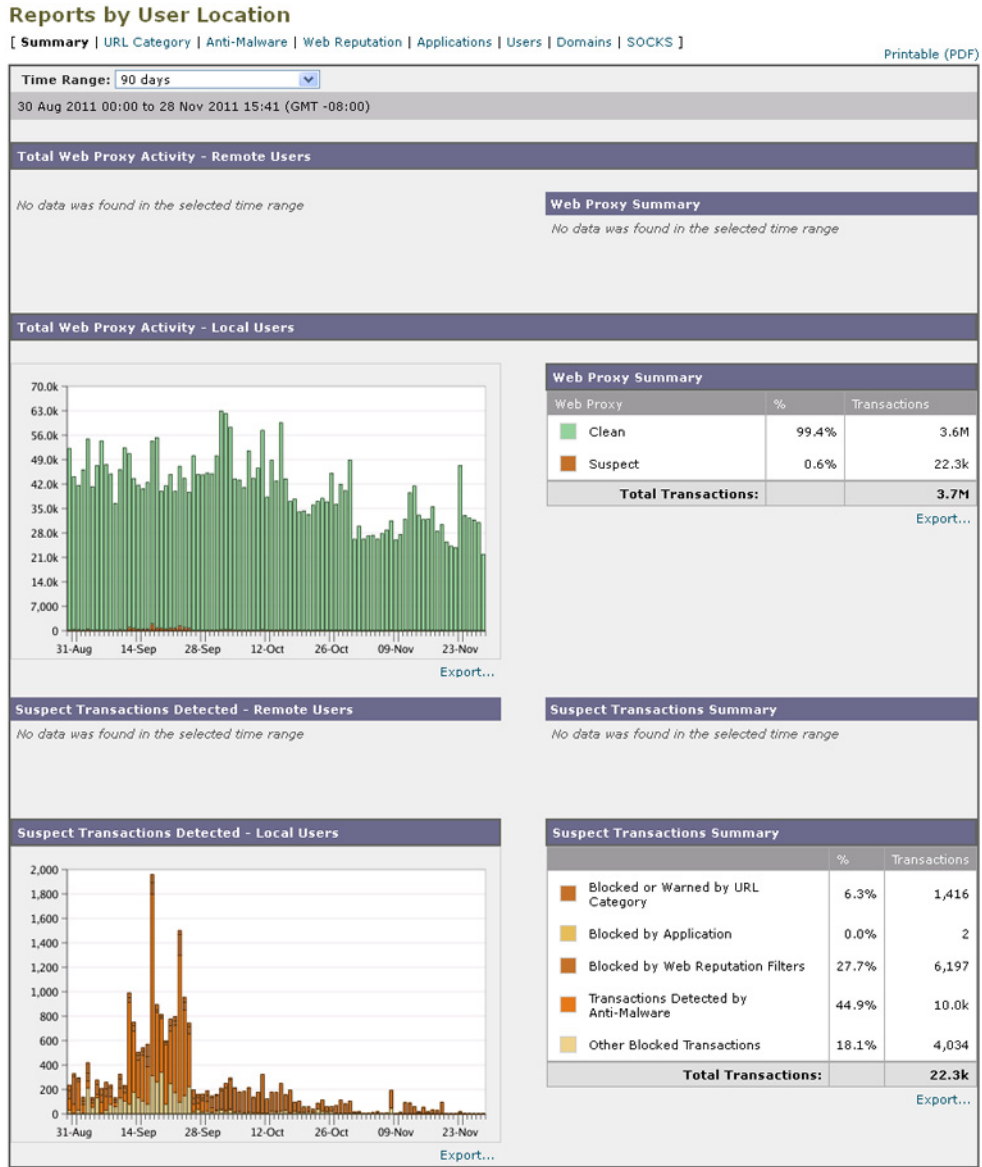 Reports by User Location
[ Summary | URL Category | Anti-Malware | Web Reputation | Applications | Users | Domains | SOCKS ]
Printable (PDF)
Time Range: 90 days
30 Aug 2011 00:00 to 28 Nov 2011 15:41 (GMT -08:00)
Total Web Proxy Activity - Remote Users
No data was found in the selected time range
Web Proxy Summary
No data was found in the selected time range
Total Web Proxy Activity - Local Users
70.0k
63.0k
56.0k
49.0k
42.0k
35.0k
28.0k
21.0k
14.0k
7,000
0
31-Aug 14-Sep 28-Sep 12-Oct 26-Oct 09-Nov 23-Nov
Export...
Web Proxy Summary
Web Proxy % Transactions
Clean 99.4% 3.6M
Suspect 0.6% 22.3k
Total Transactions: 3.7M
Export...
Suspect Transactions Detected - Remote Users
No data was found in the selected time range
Suspect Transactions Summary
No data was found in the selected time range
Suspect Transactions Detected - Local Users
2,000
1,800
1,600
1,400
1,200
1,000
800
600
400
200
0
31-Aug 14-Sep 28-Sep 12-Oct 26-Oct 09-Nov 23-Nov
Export...
Suspect Transactions Summary
% Transactions
Blocked or Warned by URL
Category 6.3% 1,416
Blocked by Application 0.0% 2
Blocked by Web Reputation Filters 27.7% 6,197
Transactions Detected by
Anti-Malware 44.9% 10.0k
Other Blocked Transactions 18.1% 4,034
Total Transactions: 22.3k
Export...